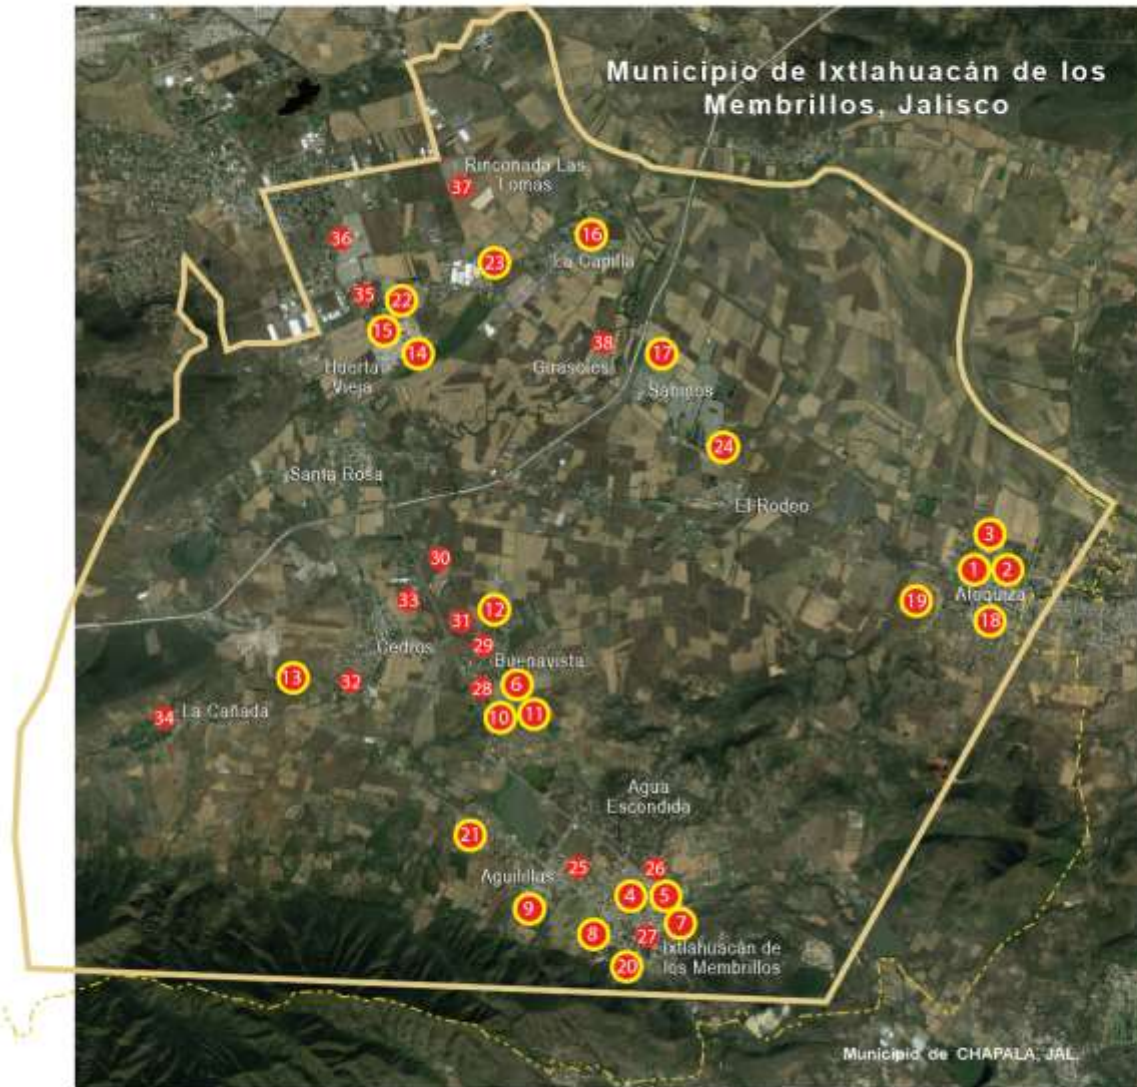 Municipio de Ixtlahuacán de los
Membrillos, Jalisco
Rinconada Las
Tomas
37
36
16
La Capilla
23
35
22
15
14
Huerta
Vieja
38
Girasoles
17
Sabinos
24
Santa Rosa
El Rodeo
3
1
2
19
Atequiza
18
30
33
12
31
29
Cedros
Buenavista
13
32
28
6
10
11
34
La Cañada
Agua
Escondida
21
25
26
Aguilillas
4
5
9
7
8
27
Ixtlahuacán de
los Membrillos
20
Municipio de CHAPALA, JAL.